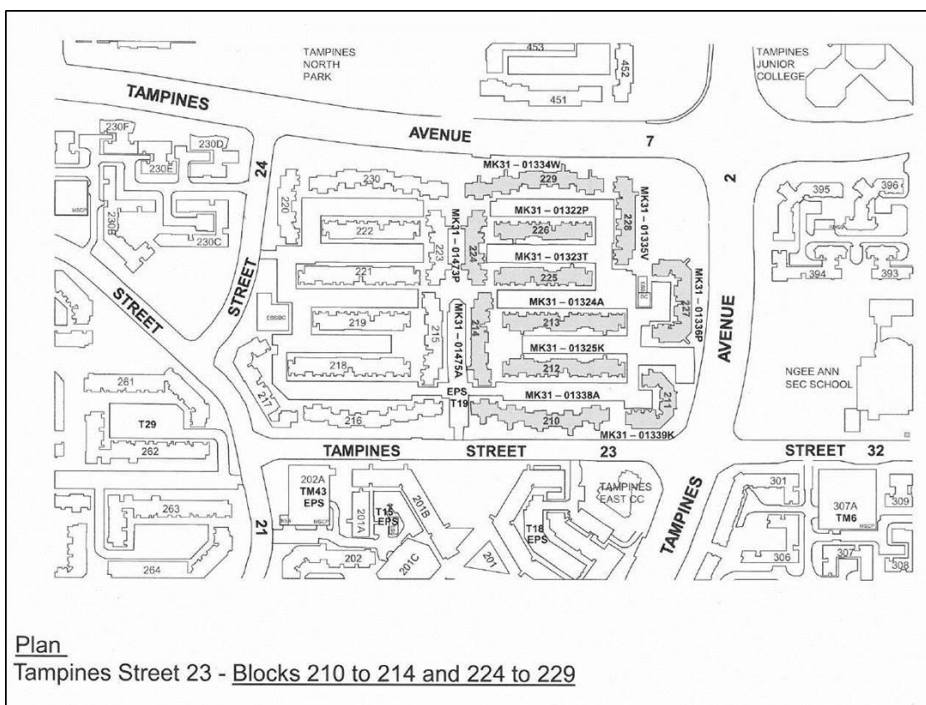 453
TAMPINES
NORTH
PARK
452
TAMPINES
JUNIOR
COLLEGE
451
TAMPINES
AVENUE
7
230F
230D
230E
24
MK31 – 01334W
229
230
2
395
396
220
MK31 – 01322P
228
MK31 – 01335V
230B
222
223
MK31 – 01473P
224
226
230C
MK31 – 01323T
394
393
STREET
221
225
STREET
MK31 – 01324A
227
MK31 – 01336P
219
215
MK31 – 01475A
214
213
AVENUE
MK31 – 01325K
218
212
NGEE ANN
SEC SCHOOL
261
217
EPS
T19
MK31 – 01338A
211
T29
216
210
MK31 – 01339K
262
TAMPINES
STREET
23
STREET
32
202A
TM43
EPS
MSCP
201A
T15
EPS
201B
TAMPINES
EAST CC
T18
EPS
TAMPINES
301
307A
TM6
MSCP
309
263
21
264
202
201C
201
306
307
308
Plan
Tampines Street 23 - Blocks 210 to 214 and 224 to 229